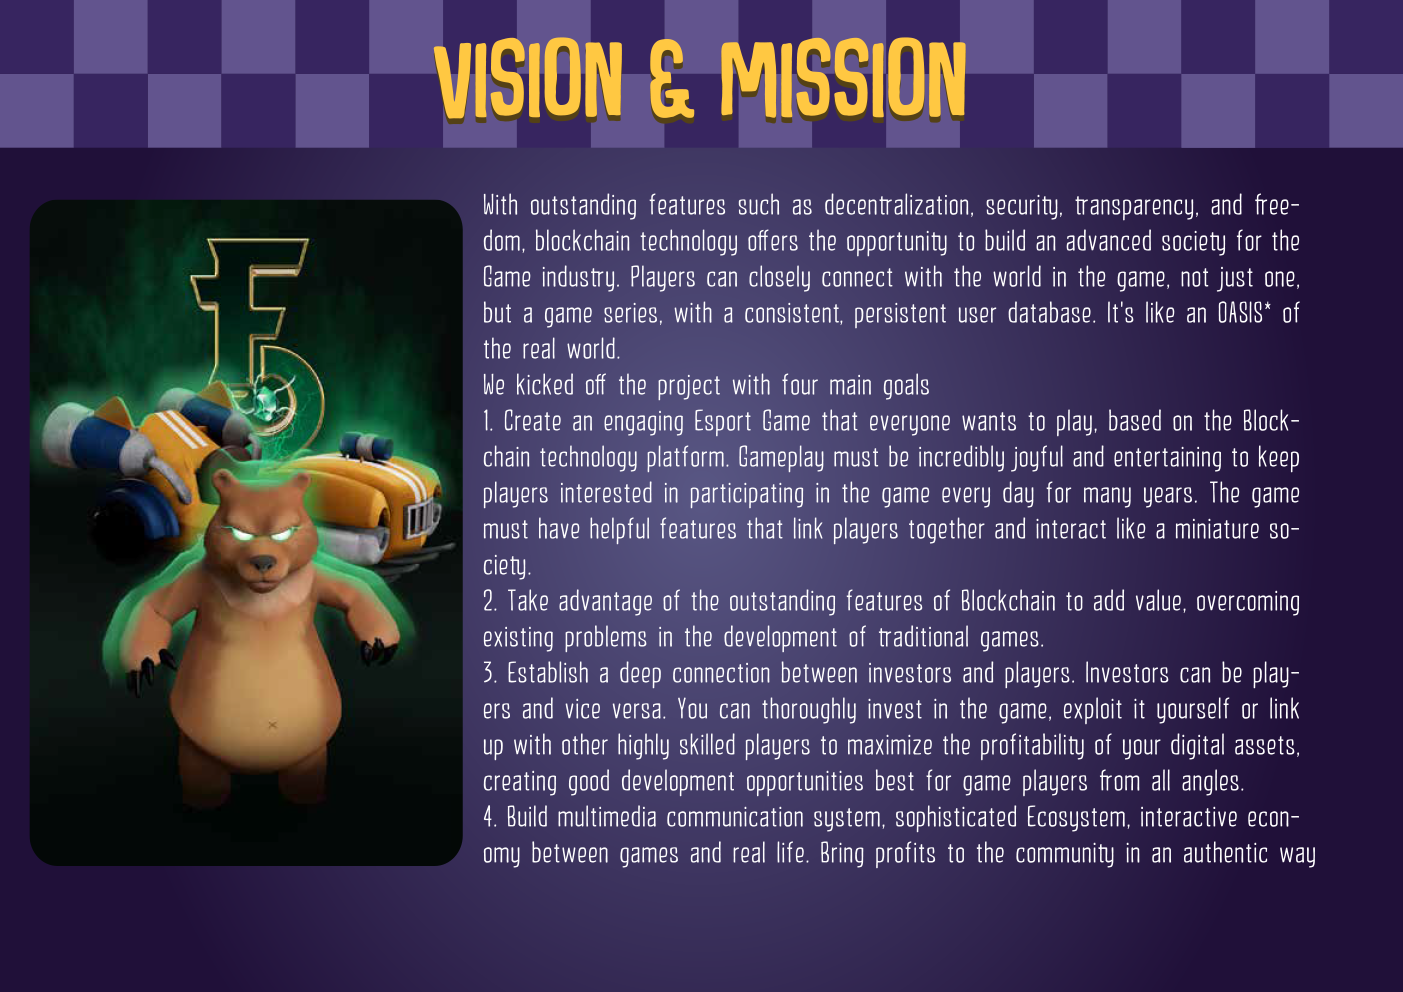 VISION & MISSION
With outstanding features such as decentralization, security, transparency, and free-
dom, blockchain technology offers the opportunity to build an advanced society for the
Game industry. Players can closely connect with the world in the game, not just one,
but a game series, with a consistent, persistent user database. It's like an OASIS* of
the real world.
We kicked off the project with four main goals
1. Create an engaging Esport Game that everyone wants to play, based on the Block-
chain technology platform. Gameplay must be incredibly joyful and entertaining to keep
players interested in participating in the game every day for many years. The game
must have helpful features that link players together and interact like a miniature so-
ciety.
2. Take advantage of the outstanding features of Blockchain to add value, overcoming
existing problems in the development of traditional games.
3. Establish a deep connection between investors and players. Investors can be play-
ers and vice versa. You can thoroughly invest in the game, exploit it yourself or link
up with other highly skilled players to maximize the profitability of your digital assets,
creating good development opportunities best for game players from all angles.
4. Build multimedia communication system, sophisticated Ecosystem, interactive econ-
omy between games and real life. Bring profits to the community in an authentic way